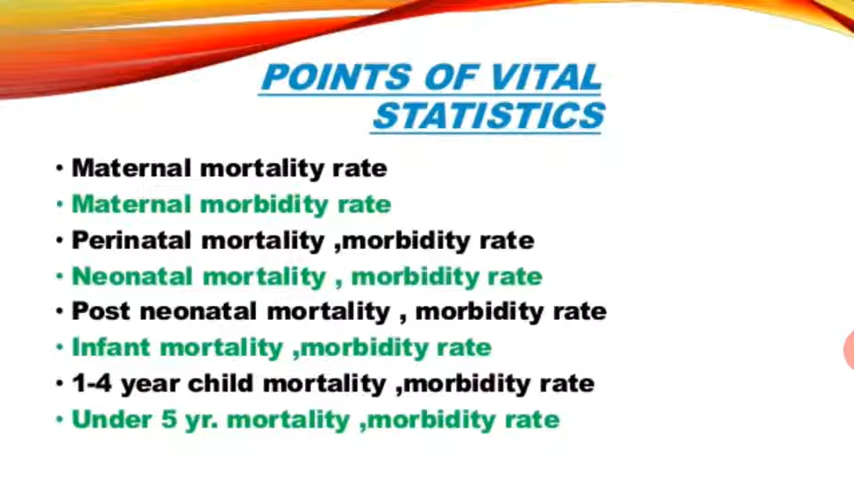 POINTS OF VITAL
STATISTICS
• Maternal mortality rate
• Maternal morbidity rate
• Perinatal mortality ,morbidity rate
• Neonatal mortality , morbidity rate
• Post neonatal mortality , morbidity rate
• Infant mortality ,morbidity rate
• 1-4 year child mortality ,morbidity rate
• Under 5 yr. mortality ,morbidity rate